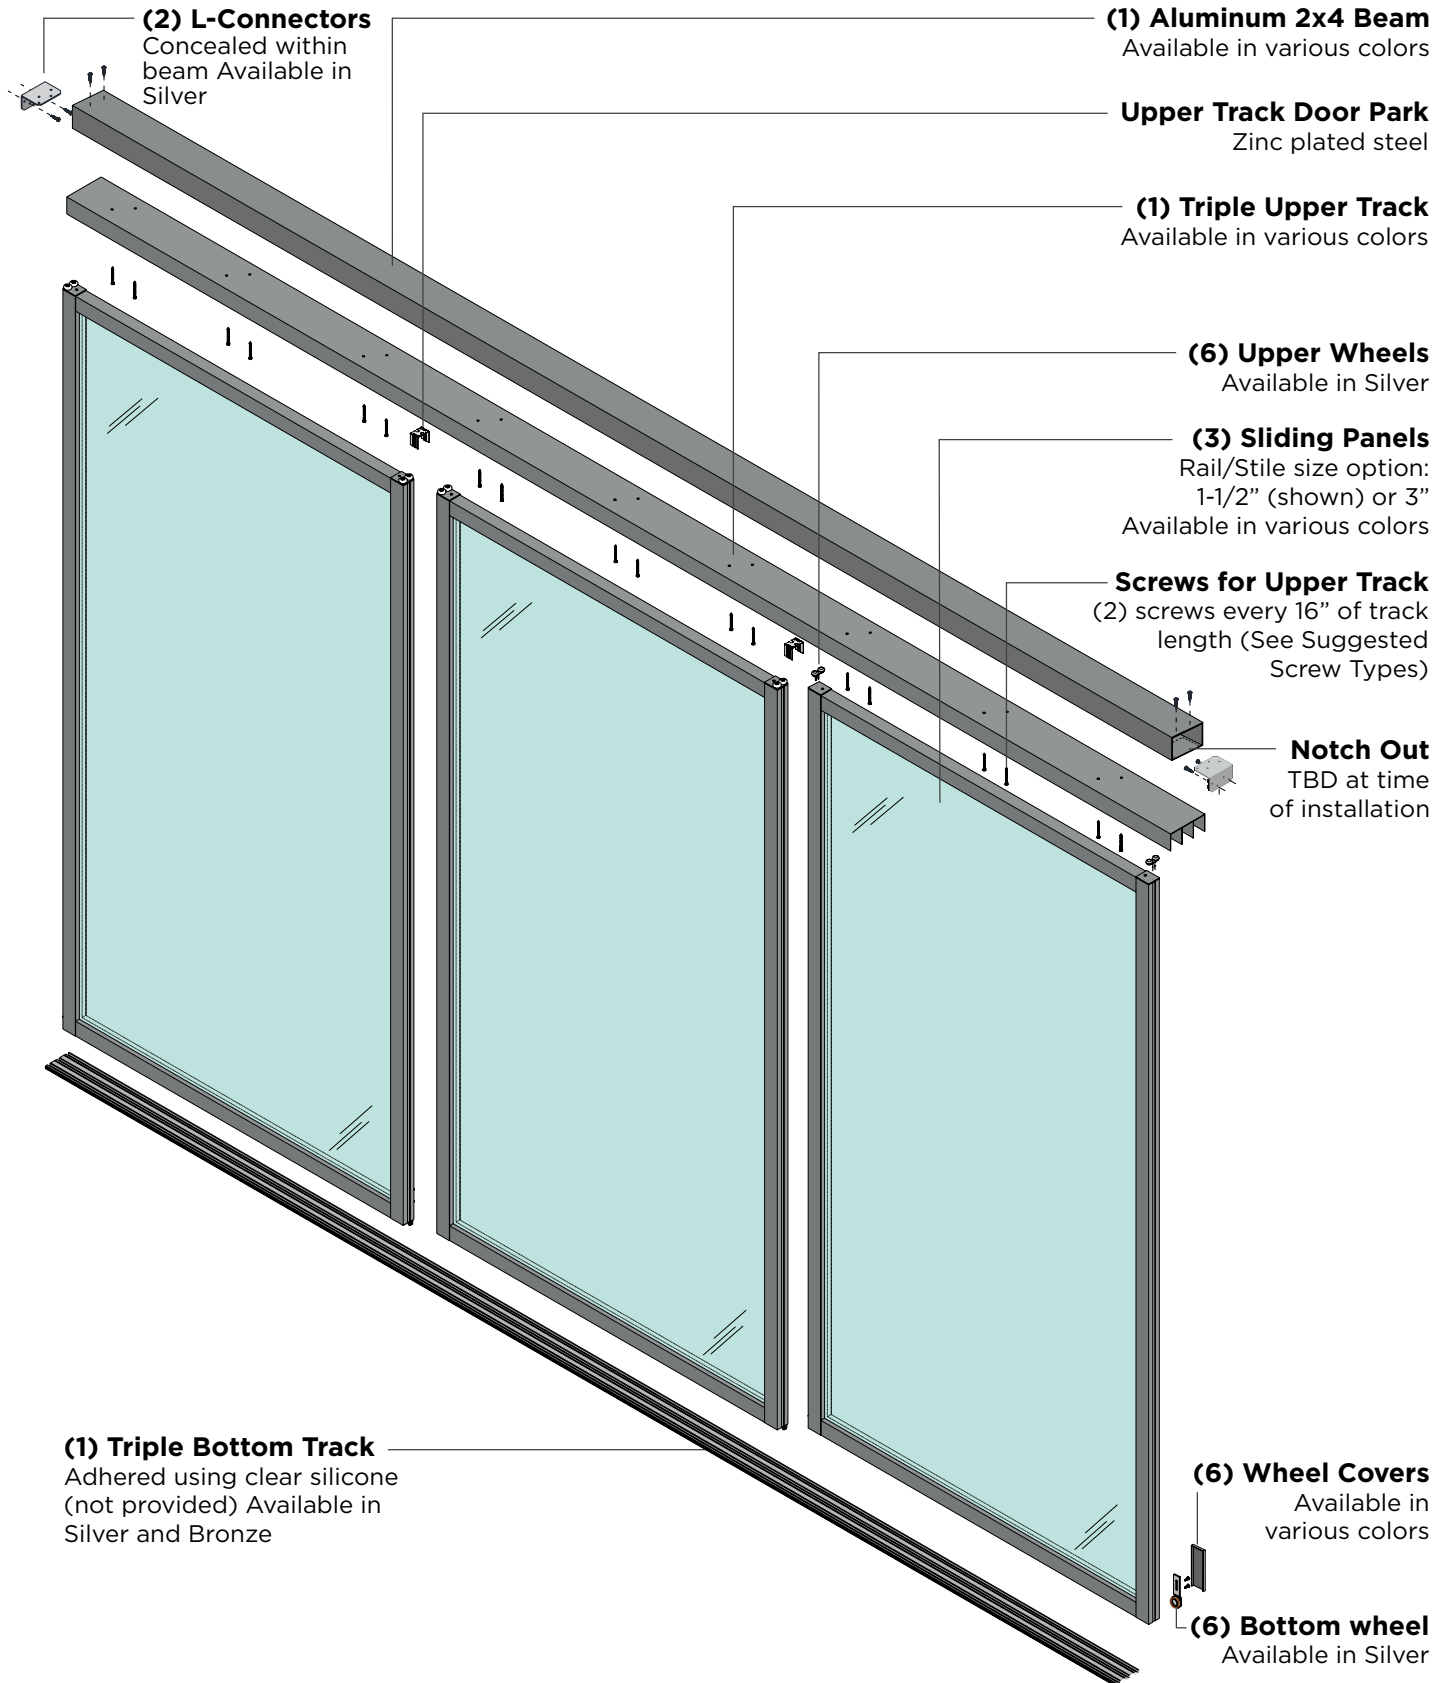 (2) L-Connectors
Concealed within
beam Available in
Silver
(1) Aluminum 2x4 Beam
Available in various colors
Upper Track Door Park
Zinc plated steel
(1) Triple Upper Track
Available in various colors
(6) Upper Wheels
Available in Silver
(3) Sliding Panels
Rail/Stile size option:
1-1/2” (shown) or 3”
Available in various colors
Screws for Upper Track
(2) screws every 16” of track
length (See Suggested
Screw Types)
Notch Out
TBD at time
of installation
(1) Triple Bottom Track
Adhered using clear silicone
(not provided) Available in
Silver and Bronze
(6) Wheel Covers
Available in
various colors
(6) Bottom wheel
Available in Silver